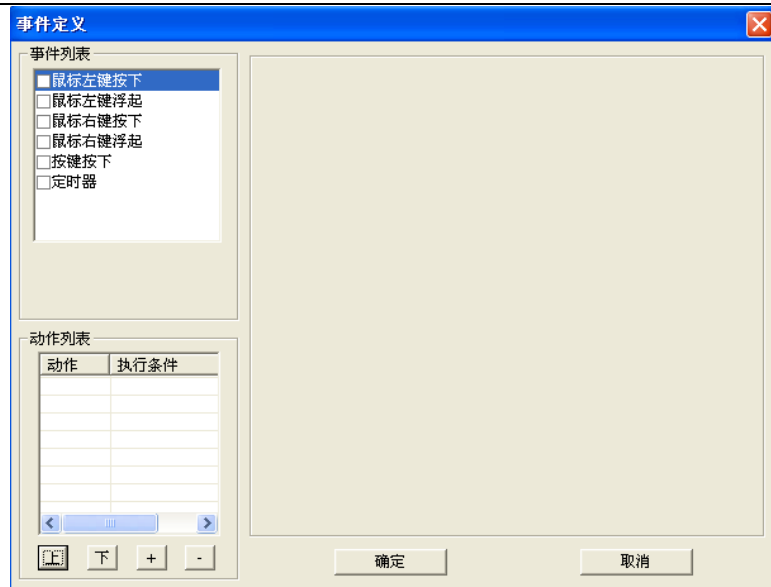 事件定义
事件列表
鼠标左键按下
鼠标左键浮起
鼠标右键按下
鼠标右键浮起
按键按下
定时器
动作列表
动作 执行条件
上 下 + -
确定 取消